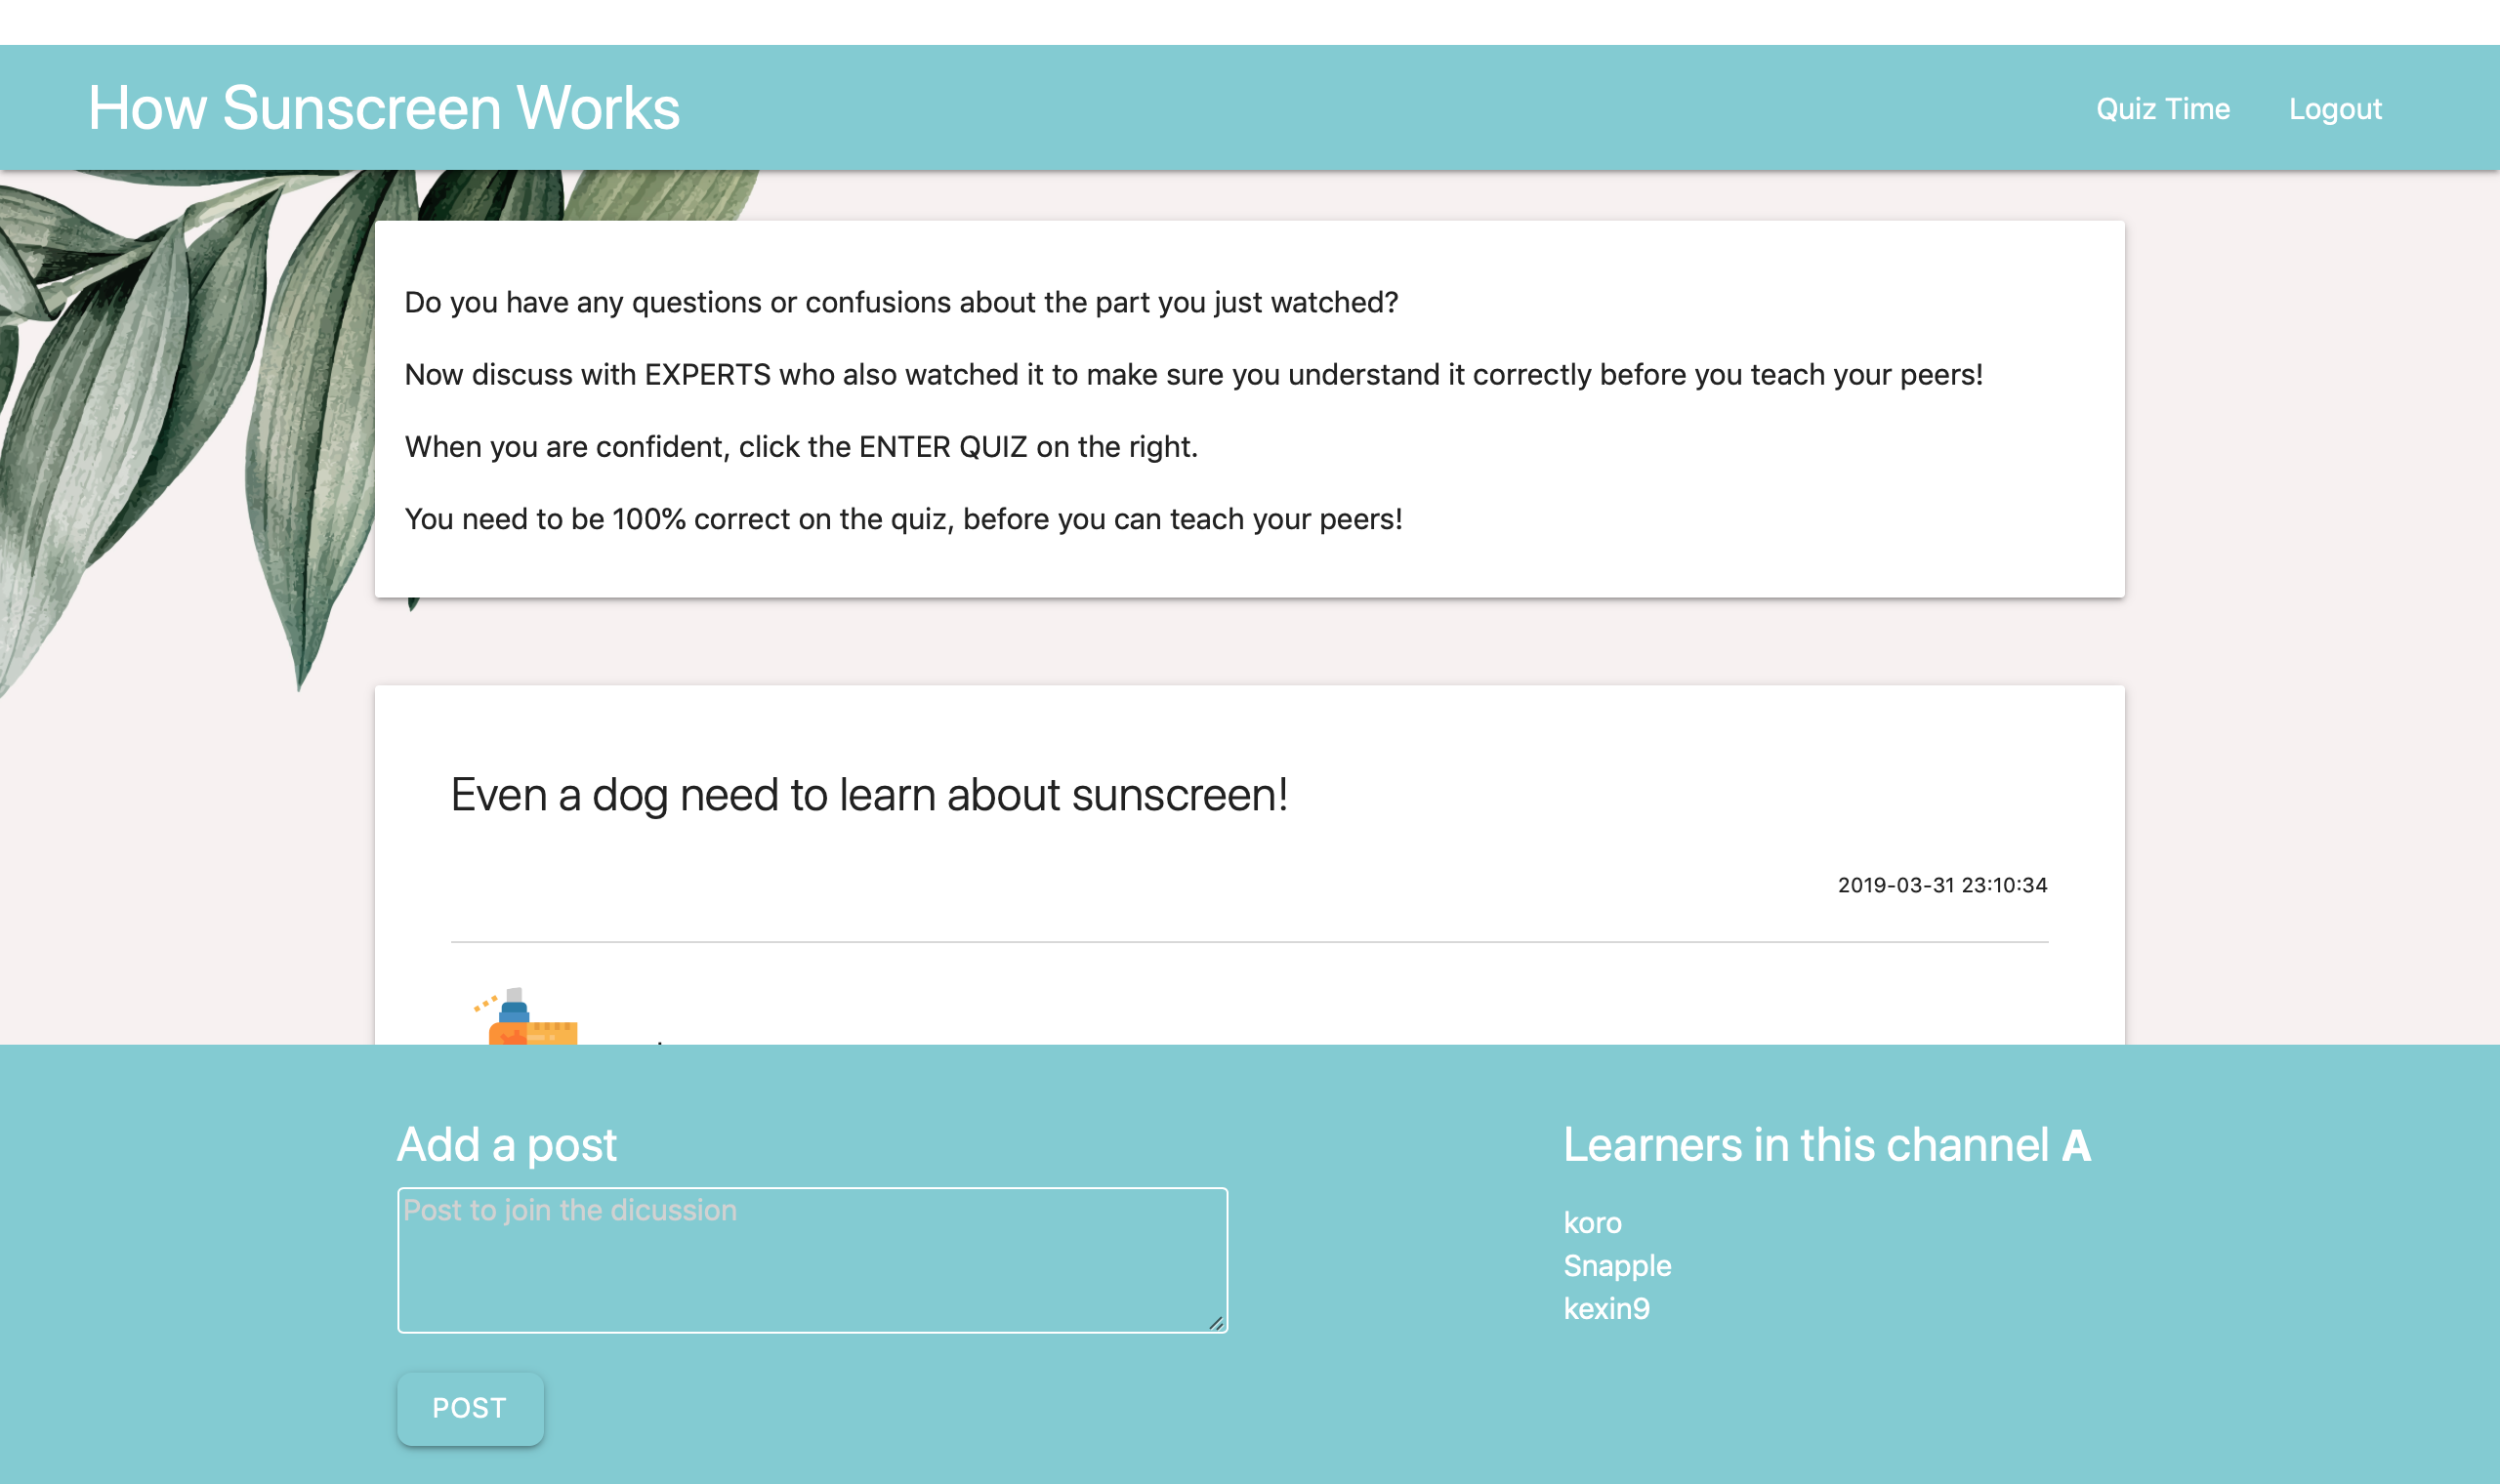 How Sunscreen Works
Quiz Time
Logout
Do you have any questions or confusions about the part you just watched?
Now discuss with EXPERTS who also watched it to make sure you understand it correctly before you teach your peers!
When you are confident, click the ENTER QUIZ on the right.
You need to be 100% correct on the quiz, before you can teach your peers!
Even a dog need to learn about sunscreen!
2019-03-31 23:10:34
Add a post
Post to join the dicussion
POST
Learners in this channel A
koro
Snapple
kexin9